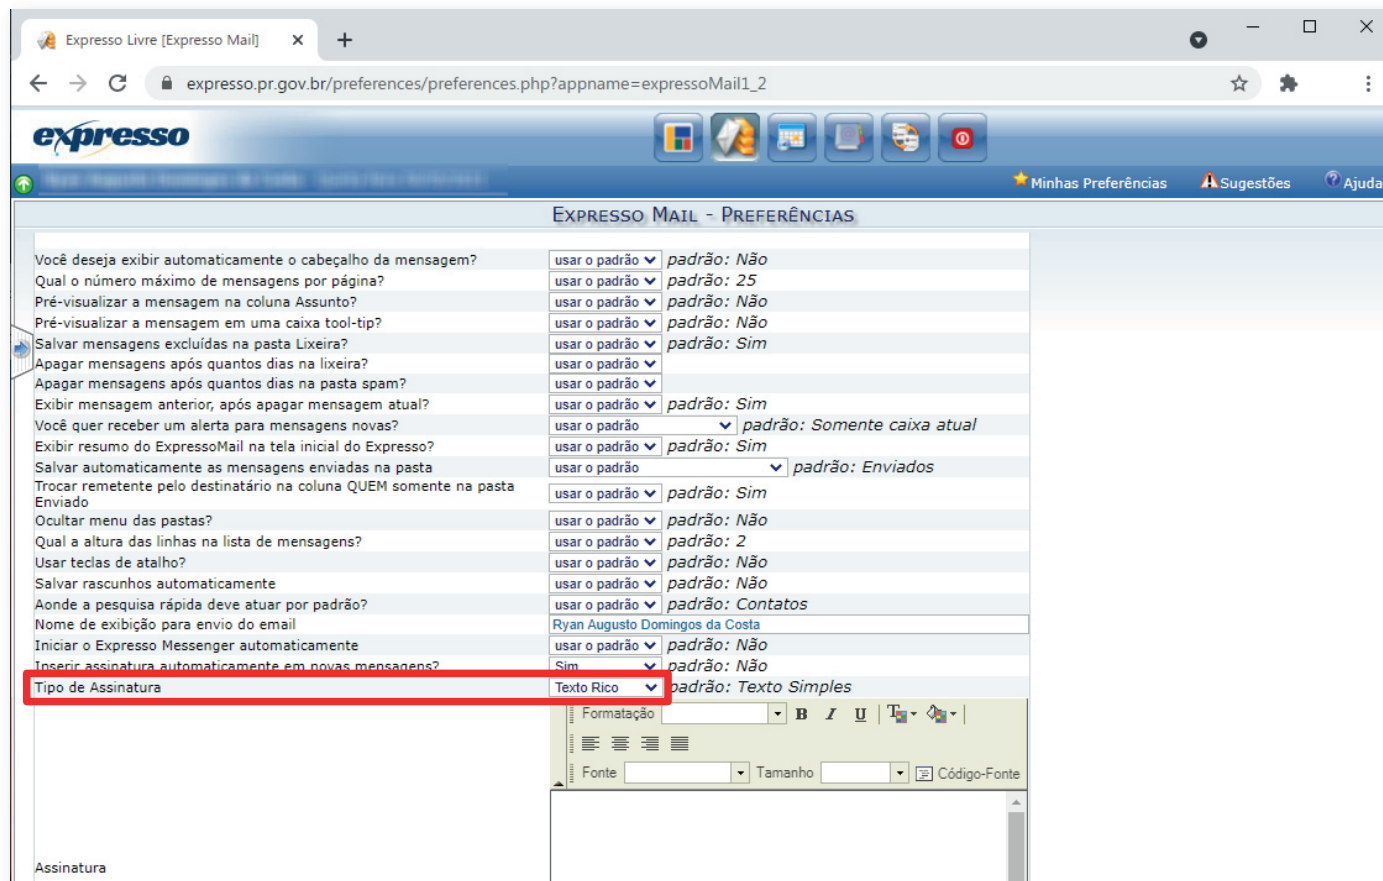 Expresso Livre [Expresso Mail]
expresso.pr.gov.br/preferences/preferences.php?appname=expressoMail1_2
expresso
Minhas Preferências Sugestões Ajuda
Expresso Mail - Preferências
Você deseja exibir automaticamente o cabeçalho da mensagem? usar o padrão padrão: Não
Qual o número máximo de mensagens por página? usar o padrão padrão: 25
Pré-visualizar a mensagem na coluna Assunto? usar o padrão padrão: Não
Pré-visualizar a mensagem em uma caixa tool-tip? usar o padrão padrão: Não
Salvar mensagens excluídas na pasta Lixeira? usar o padrão padrão: Sim
Apagar mensagens após quantos dias na lixeira? usar o padrão
Apagar mensagens após quantos dias na pasta spam? usar o padrão
Exibir mensagem anterior, após apagar mensagem atual? usar o padrão padrão: Sim
Você quer receber um alerta para mensagens novas? usar o padrão padrão: Somente caixa atual
Exibir resumo do ExpressoMail na tela inicial do Expresso? usar o padrão padrão: Sim
Salvar automaticamente as mensagens enviadas na pasta usar o padrão padrão: Enviados
Trocar remetente pelo destinatário na coluna QUEM somente na pasta
Enviado usar o padrão padrão: Sim
Ocultar menu das pastas? usar o padrão padrão: Não
Qual a altura das linhas na lista de mensagens? usar o padrão padrão: 2
Usar teclas de atalho? usar o padrão padrão: Não
Salvar rascunhos automaticamente usar o padrão padrão: Não
Aonde a pesquisa rápida deve atuar por padrão? usar o padrão padrão: Contatos
Nome de exibição para envio do email Ryan Augusto Domingos da Costa
Iniciar o Expresso Messenger automaticamente usar o padrão padrão: Não
Inserir assinatura automaticamente em novas mensagens? Sim padrão: Não
Tipo de Assinatura Texto Rico padrão: Texto Simples
Formatação B I U T
Fonte Tamanho Código-Fonte
Assinatura